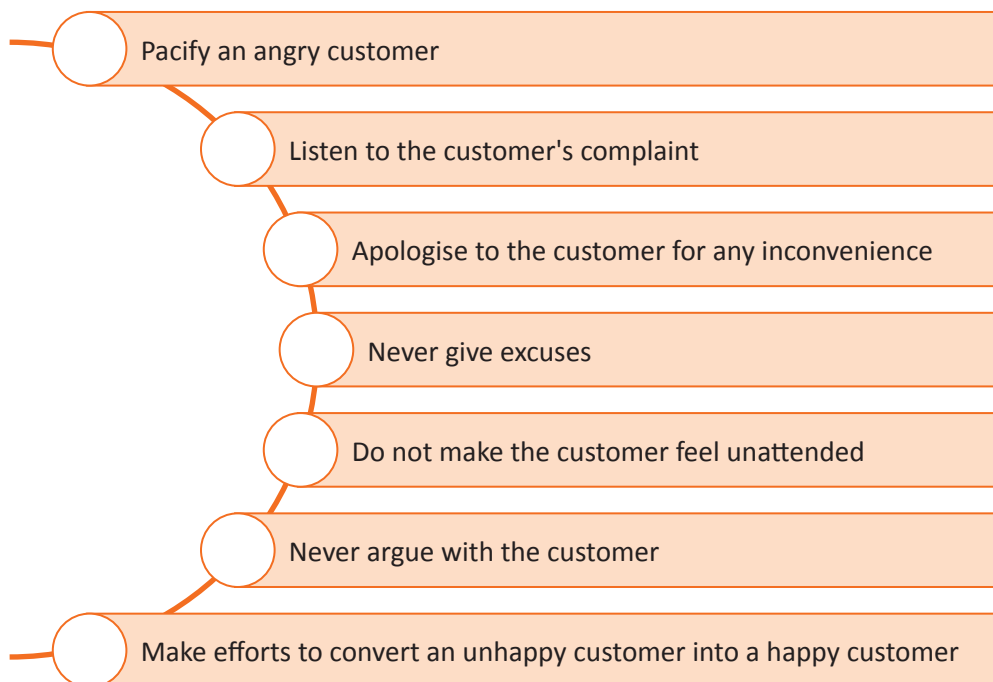 Pacify an angry customer
Listen to the customer's complaint
Apologise to the customer for any inconvenience
Never give excuses
Do not make the customer feel unattended
Never argue with the customer
Make efforts to convert an unhappy customer into a happy customer